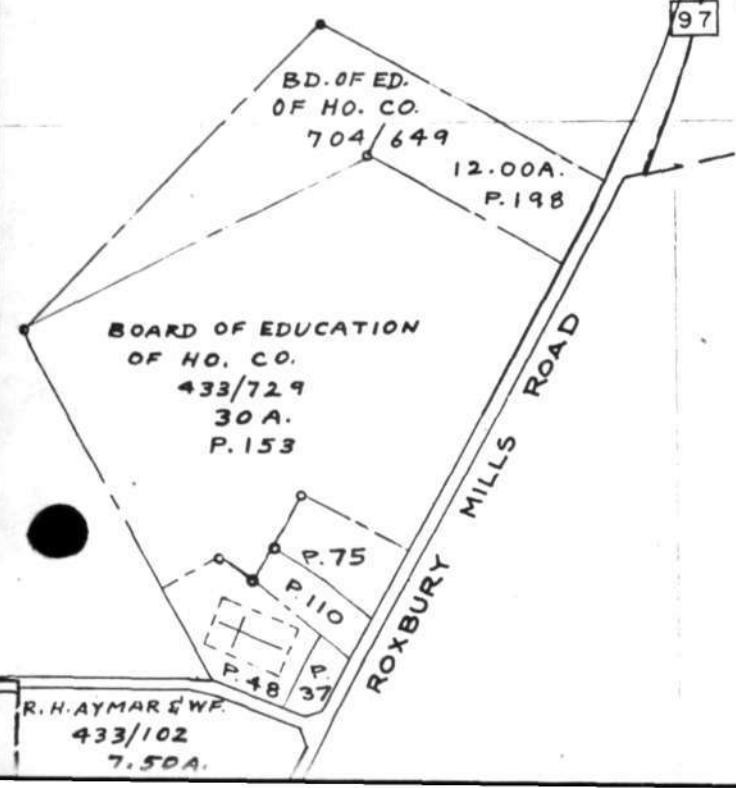 97
BD. OF ED.
OF HO. CO.
704/649
12.00A.
P.198
BOARD OF EDUCATION
OF HO. CO.
433/729
30 A.
P.153
ROXBURY MILLS ROAD
P.75
P.110
P.48
P.
37
R.H. AYMAR & WF.
433/102
7.50A.